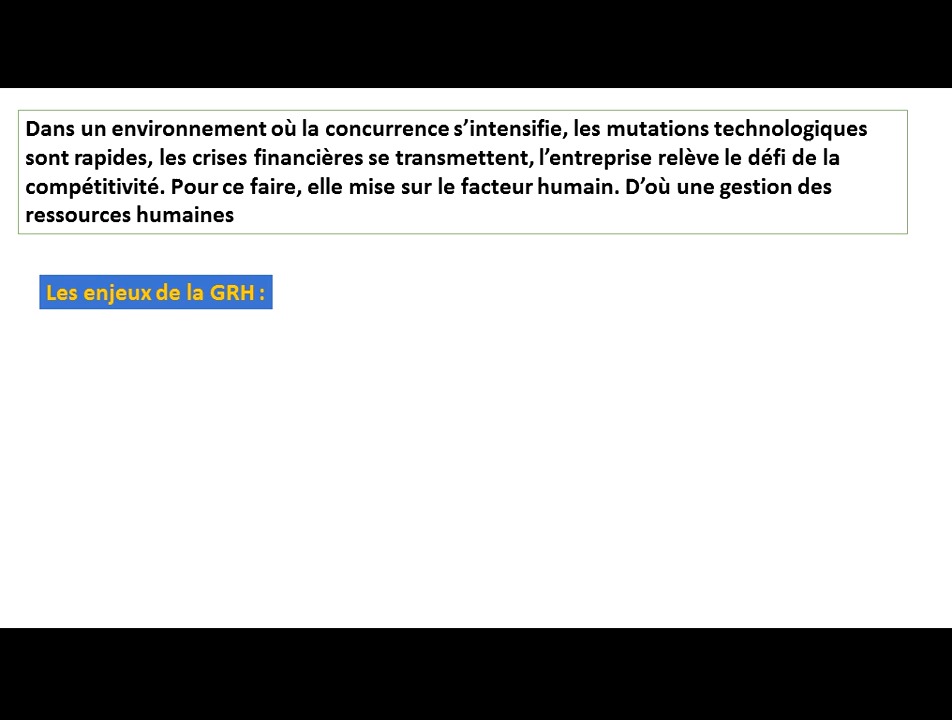 Dans un environnement où la concurrence s’intensifie, les mutations technologiques
sont rapides, les crises financières se transmettent, l’entreprise relève le défi de la
compétitivité. Pour ce faire, elle mise sur le facteur humain. D’où une gestion des
ressources humaines
Les enjeux de la GRH :